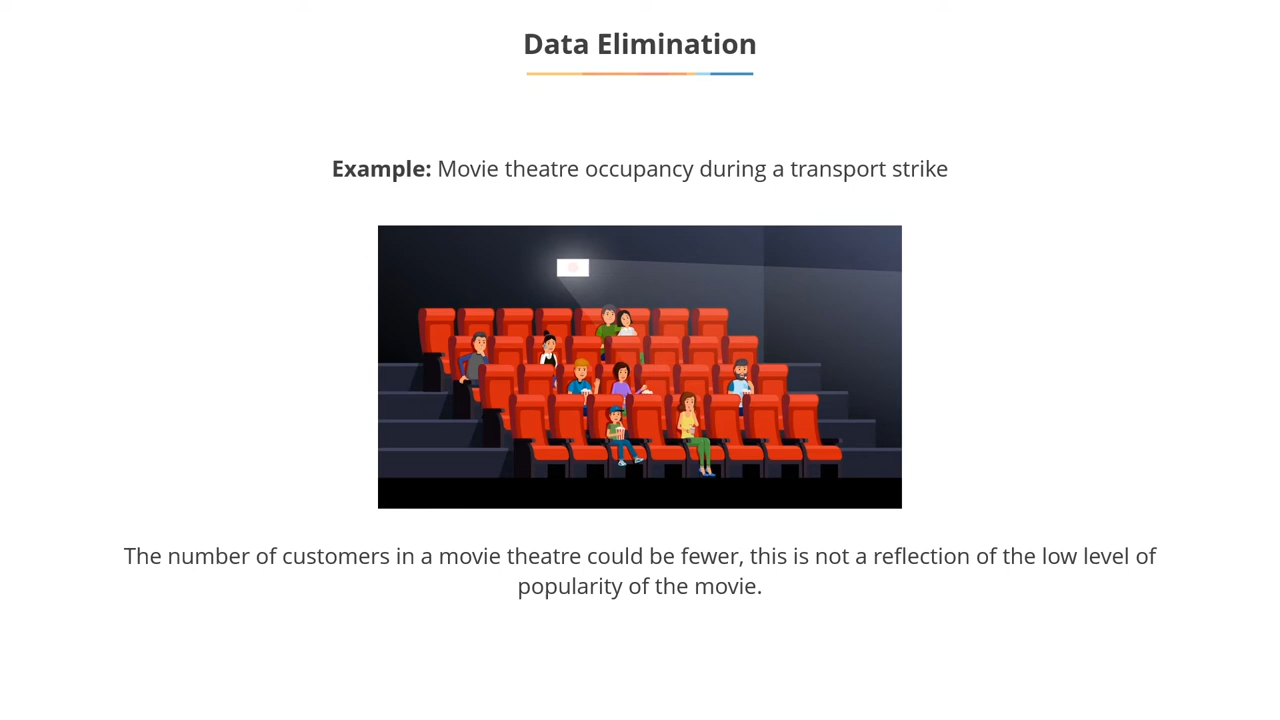 Data Elimination
Example: Movie theatre occupancy during a transport strike
The number of customers in a movie theatre could be fewer, this is not a reflection of the low level of
popularity of the movie.